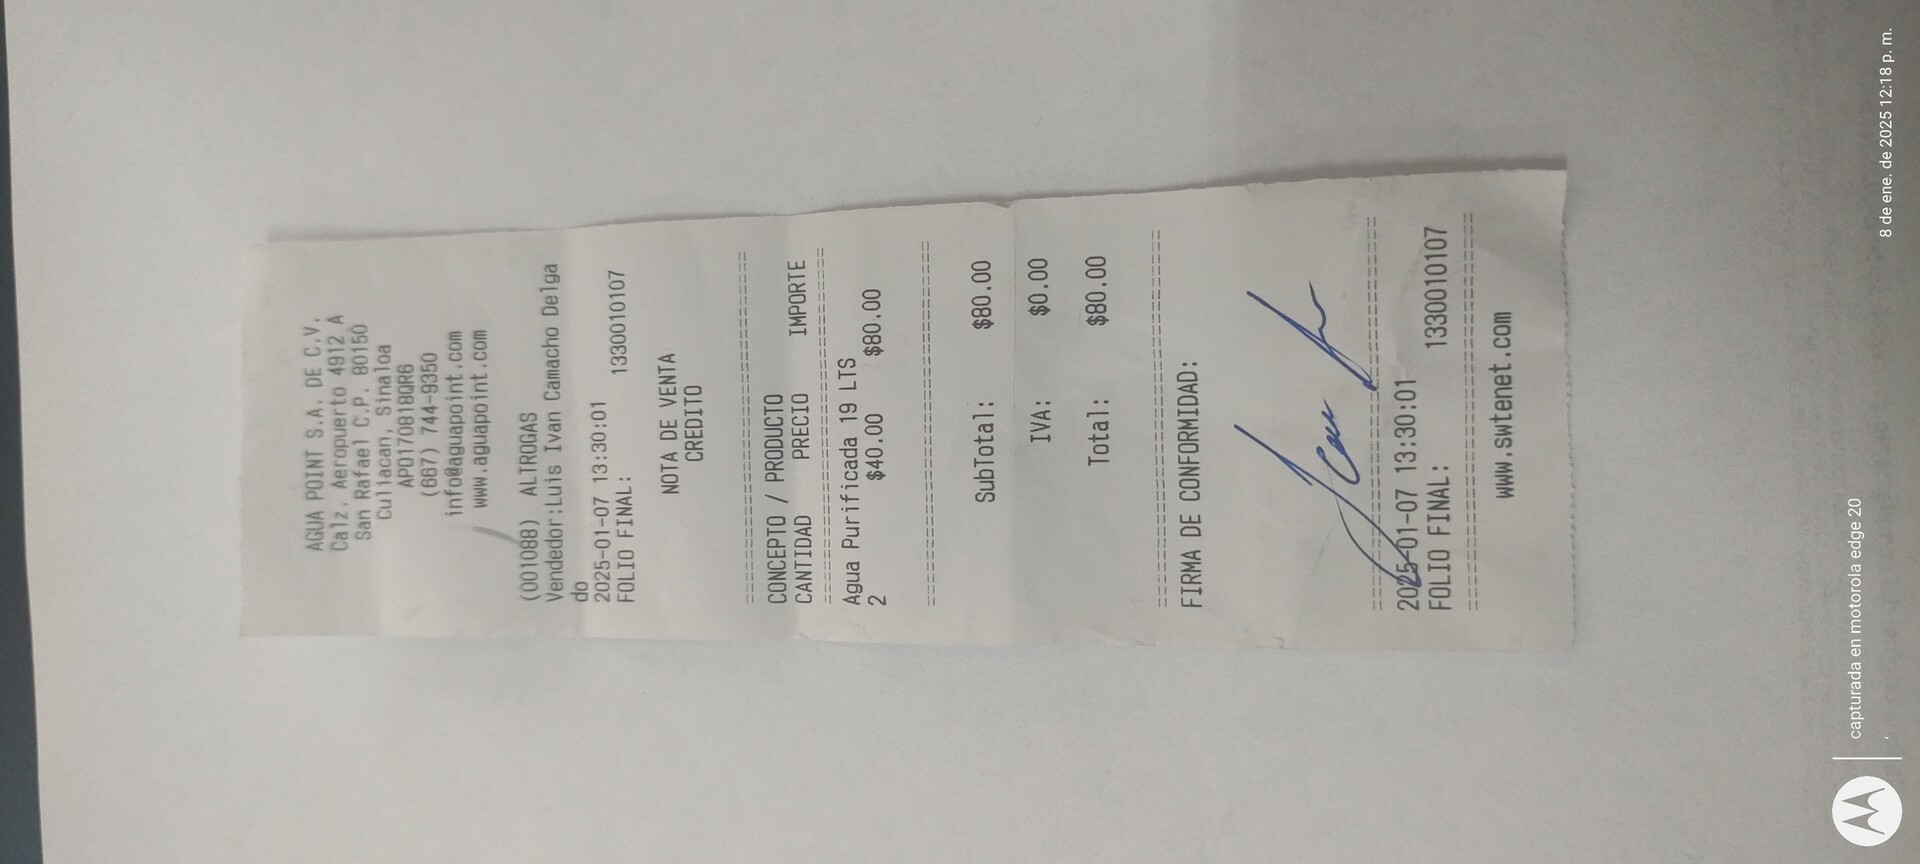 AGUA POINT S.A. DE C.V.
Calz. Aeropuerto 4912 A
San Rafael C.P. 80150
Culiacan, Sinaloa
APO170818QR6
(667) 744-9350
info@aguapoint.com
www.aguapoint.com
(001088) ALTROGAS
Vendedor:Luis Ivan Camacho Delga
do
2025-01-07 13:30:01
FOLIO FINAL: 1330010107
NOTA DE VENTA
CREDITO
================================
CONCEPTO / PRODUCTO
CANTIDAD PRECIO IMPORTE
================================
Agua Purificada 19 LTS
2 $40.00 $80.00
================================
SubTotal: $80.00
IVA: $0.00
Total: $80.00
================================
FIRMA DE CONFORMIDAD:
================================
2025-01-07 13:30:01
FOLIO FINAL: 1330010107
================================
www.swtenet.com
capturada en motorola edge 20
,
8 de ene. de 2025 12:18 p. m.